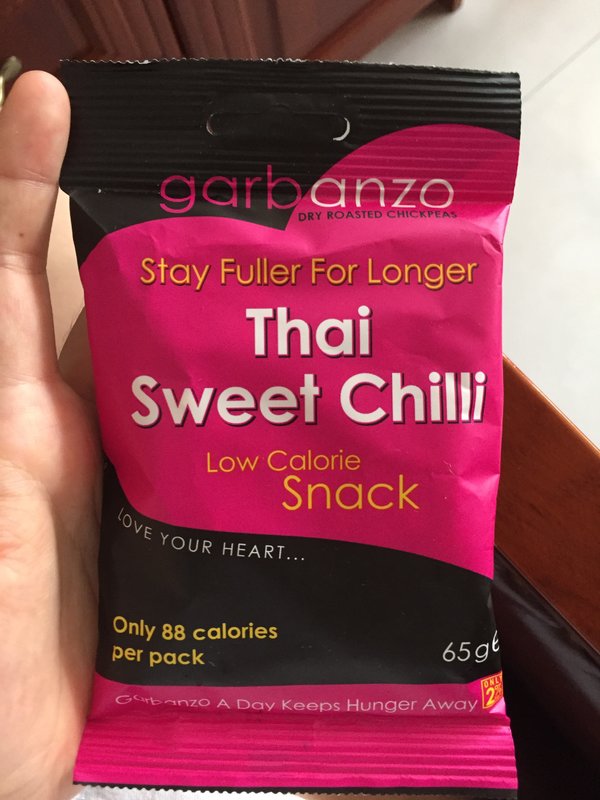 garbanzo
DRY ROASTED CHICKPEAS
Stay Fuller For Longer
Thai
Sweet Chilli
Low Calorie
Snack
LOVE YOUR HEART...
Only 88 calories
per pack
65g℮
Garbanzo A Day Keeps Hunger Away
ONLY